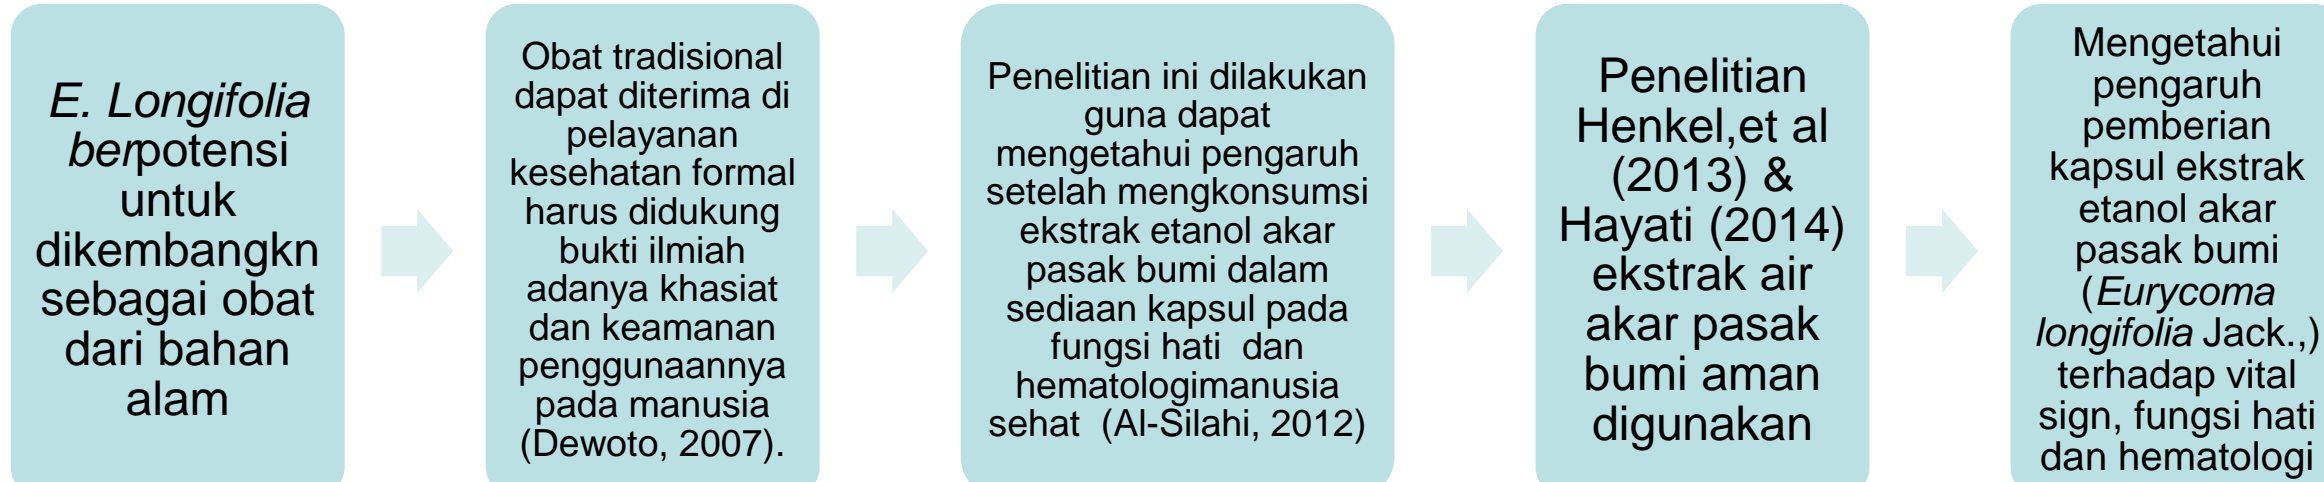 E. Longifolia
berpotensi
untuk
dikembangkn
sebagai obat
dari bahan
alam
Obat tradisional
dapat diterima di
pelayanan
kesehatan formal
harus didukung
bukti ilmiah
adanya khasiat
dan keamanan
penggunaannya
pada manusia
(Dewoto, 2007).
Penelitian ini dilakukan
guna dapat
mengetahui pengaruh
setelah mengkonsumsi
ekstrak etanol akar
pasak bumi dalam
sediaan kapsul pada
fungsi hati dan
hematologimanusia
sehat (Al-Silahi, 2012)
Penelitian
Henkel,et al
(2013) &
Hayati (2014)
ekstrak air
akar pasak
bumi aman
digunakan
Mengetahui
pengaruh
pemberian
kapsul ekstrak
etanol akar
pasak bumi
(Eurycoma
longifolia Jack.,)
terhadap vital
sign, fungsi hati
dan hematologi